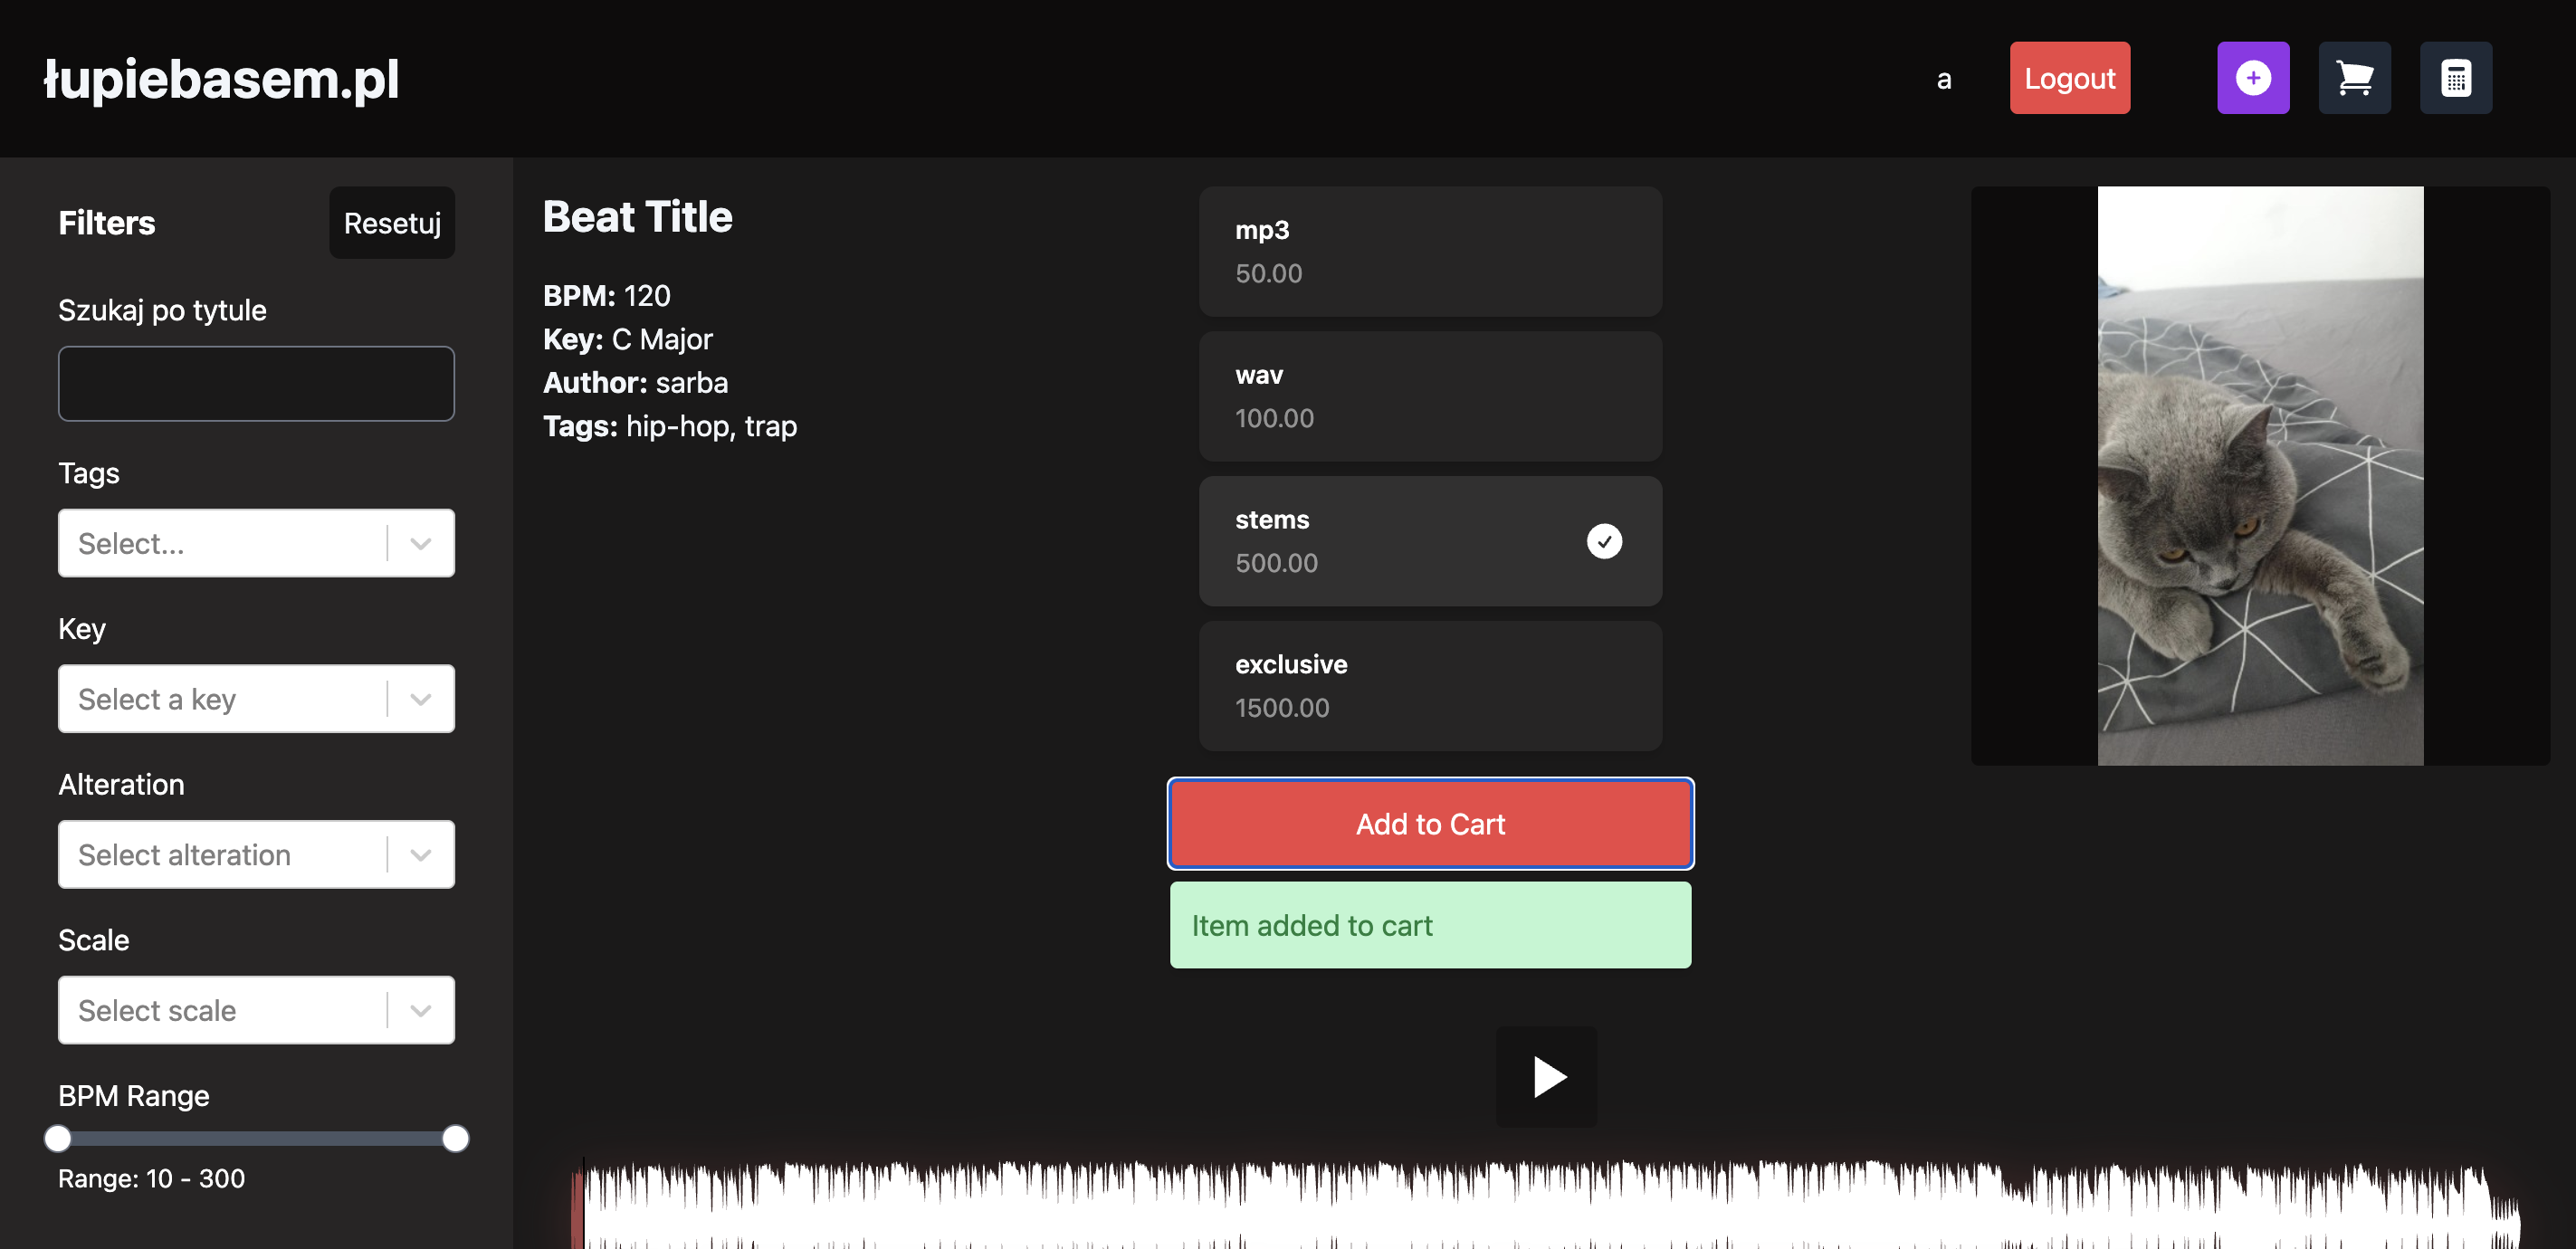 łupiebasem.pl
a
Logout
Filters
Resetuj
Szukaj po tytule
Tags
Select...
Key
Select a key
Alteration
Select alteration
Scale
Select scale
BPM Range
Range: 10 - 300
Beat Title
BPM: 120
Key: C Major
Author: sarba
Tags: hip-hop, trap
mp3
50.00
wav
100.00
stems
500.00
exclusive
1500.00
Add to Cart
Item added to cart